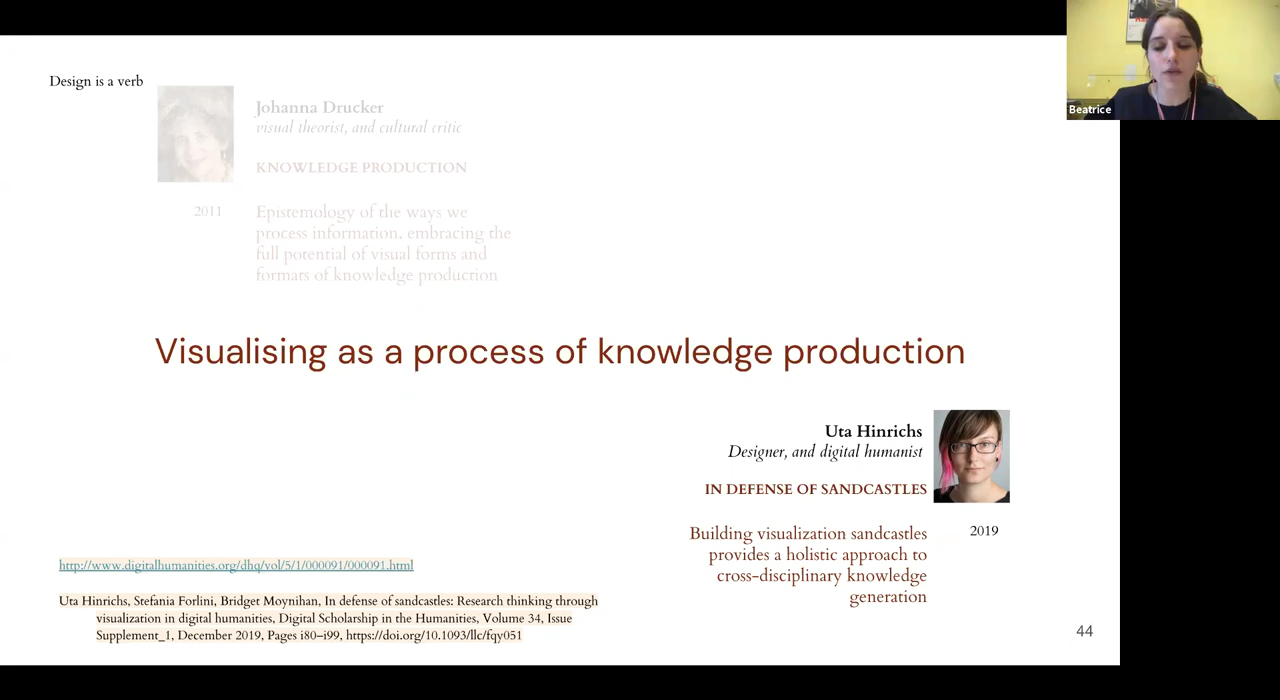 Design is a verb
Johanna Drucker
visual theorist, and cultural critic
KNOWLEDGE PRODUCTION
2011
Epistemology of the ways we
process information, embracing the
full potential of visual forms and
formats of knowledge production
Visualising as a process of knowledge production
Uta Hinrichs
Designer, and digital humanist
IN DEFENSE OF SANDCASTLES
2019
Building visualization sandcastles
provides a holistic approach to
cross-disciplinary knowledge
generation
http://www.digitalhumanities.org/dhq/vol/5/1/000091/000091.html
Uta Hinrichs, Stefania Forlini, Bridget Moynihan, In defense of sandcastles: Research thinking through
visualization in digital humanities, Digital Scholarship in the Humanities, Volume 34, Issue
Supplement_1, December 2019, Pages i80–i99, https://doi.org/10.1093/llc/fqy051
44
Beatrice